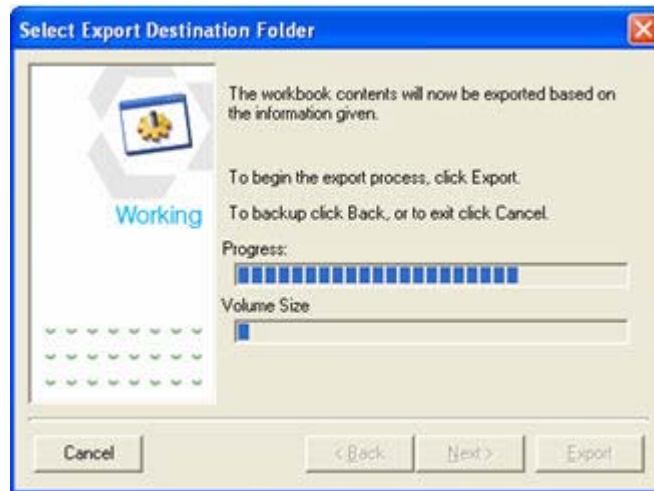 Select Export Destination Folder
The workbook contents will now be exported based on
the information given.
To begin the export process, click Export.
Working
To backup click Back, or to exit click Cancel.
Progress:
Volume Size
Cancel
< Back
Next >
Export